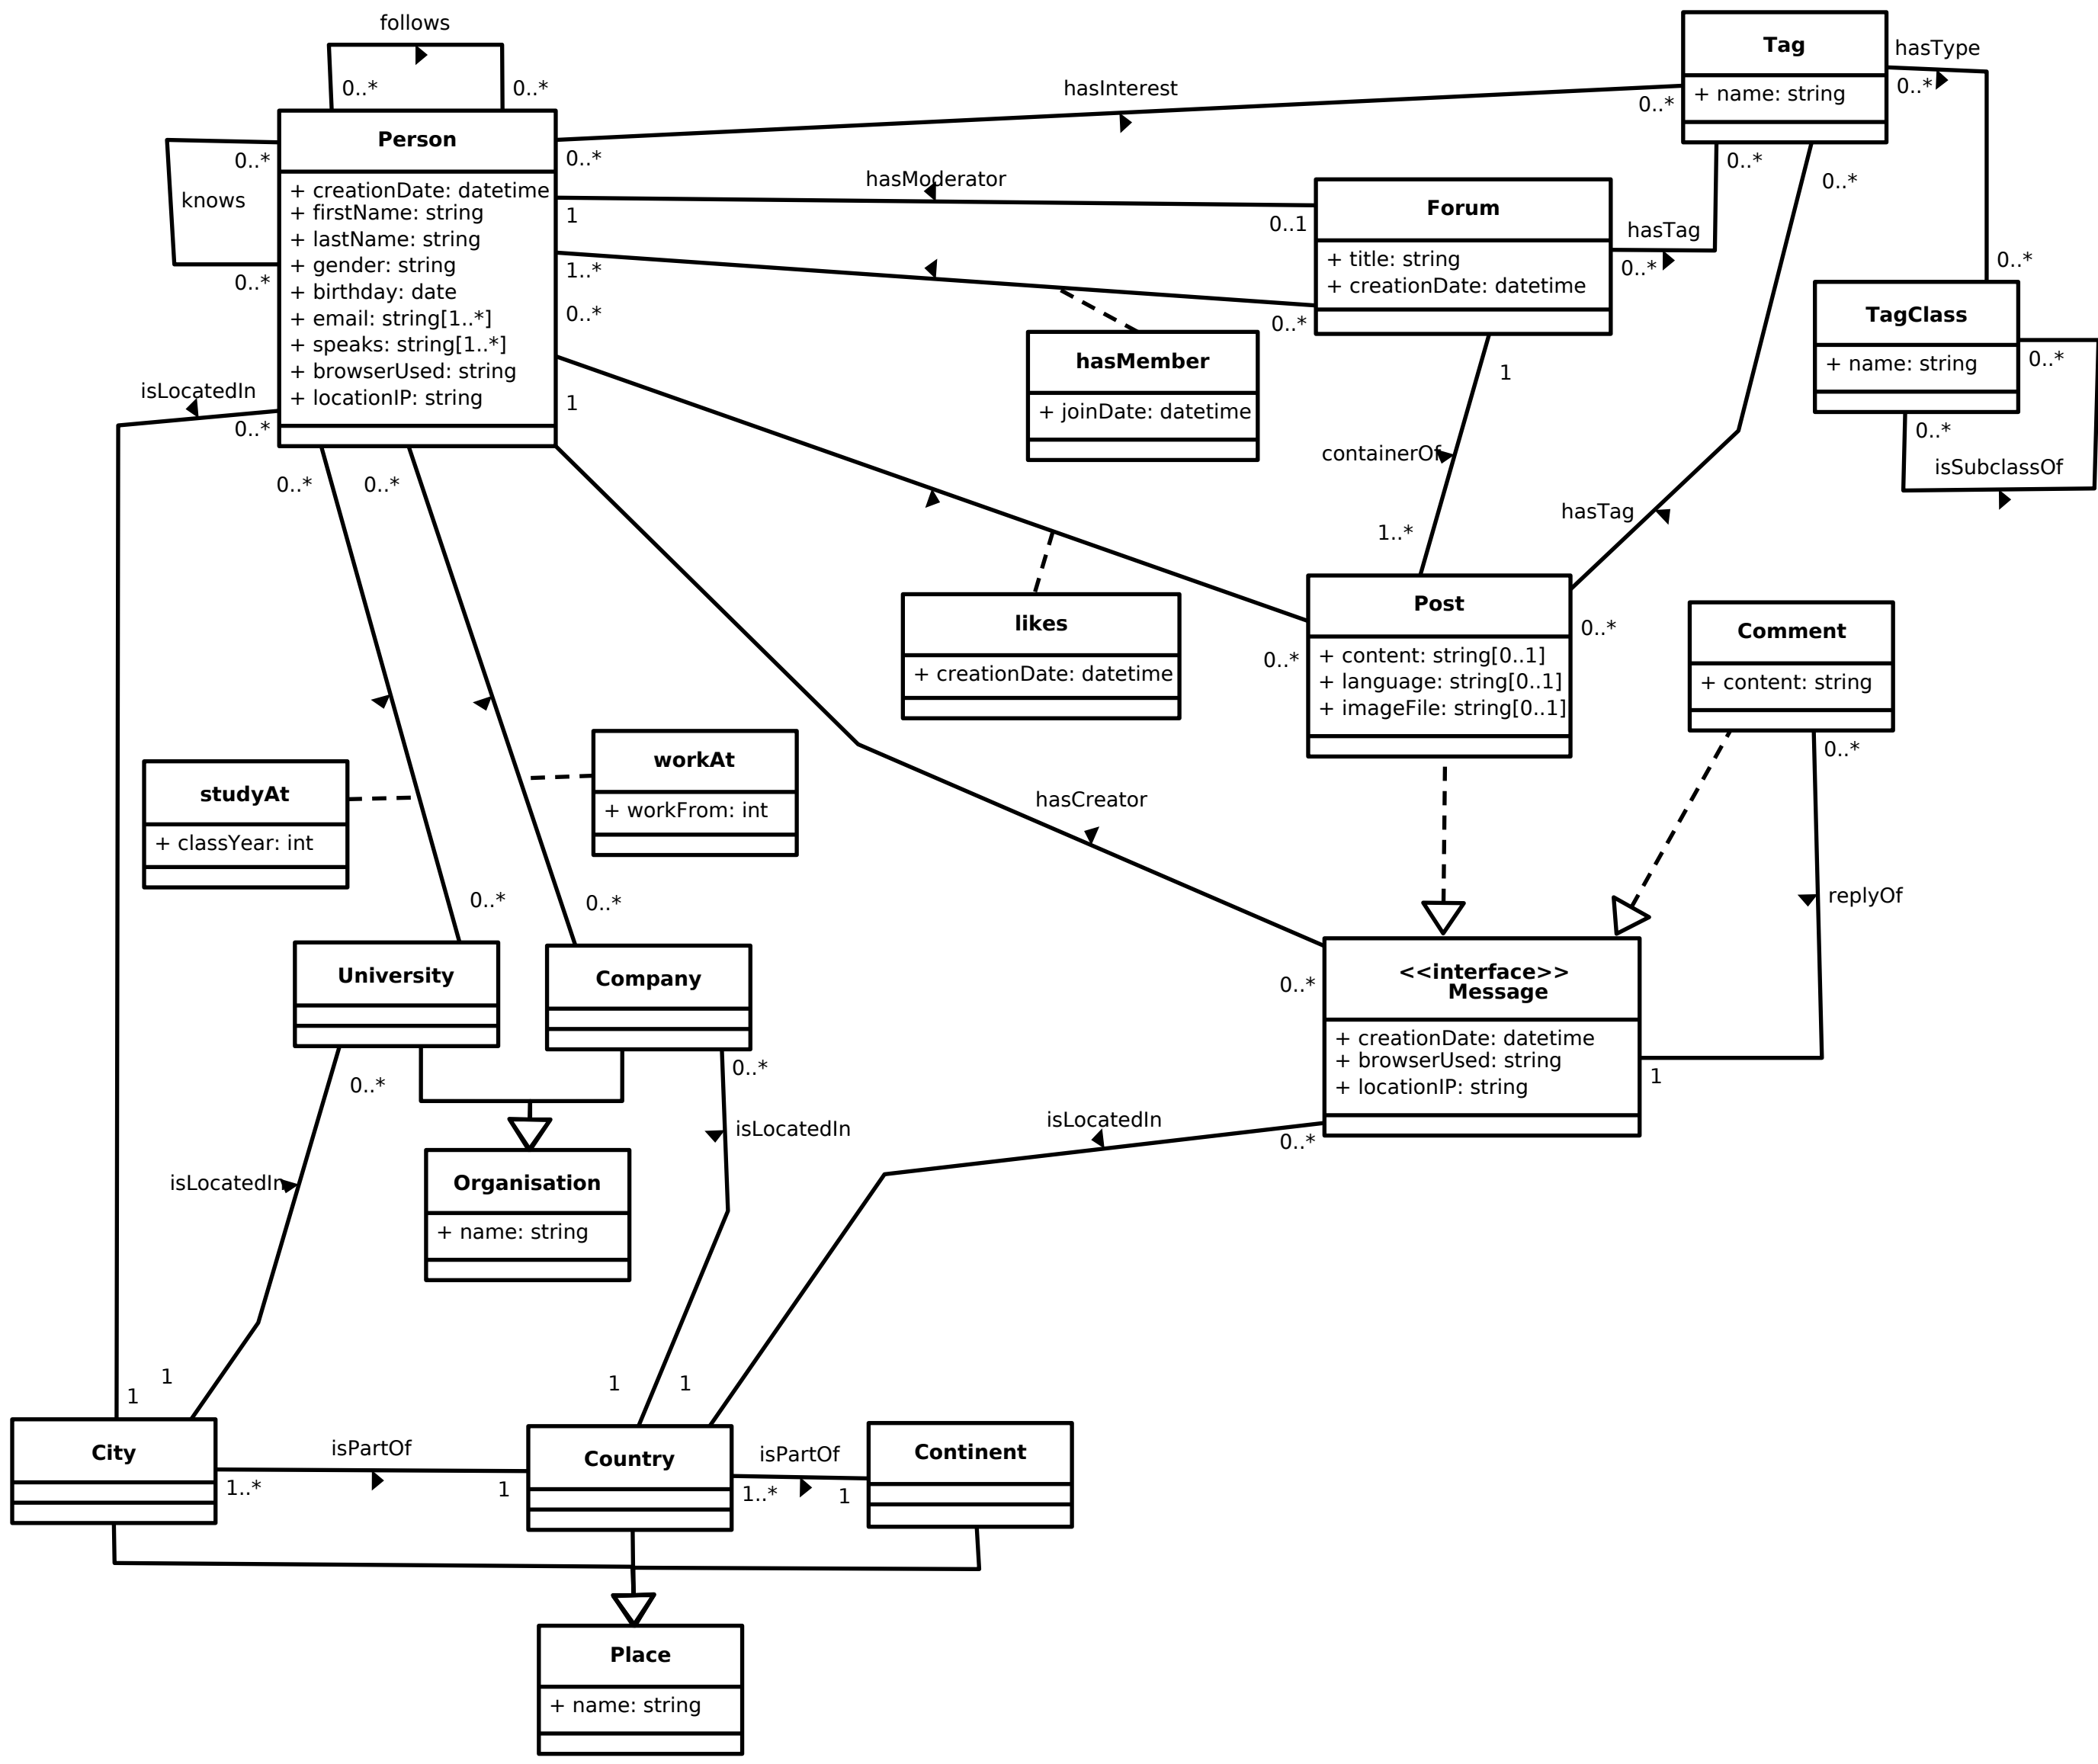 follows
0..*
0..*
Person
+ creationDate: datetime
+ firstName: string
+ lastName: string
+ gender: string
+ birthday: date
+ email: string[1..*]
+ speaks: string[1..*]
+ browserUsed: string
+ locationIP: string
0..*
knows
0..*
hasInterest
0..*
0..*
Tag
+ name: string
hasType
0..*
0..*
hasModerator
1
0..1
Forum
+ title: string
+ creationDate: datetime
hasTag
0..*
0..*
0..*
1..*
0..*
0..*
hasMember
+ joinDate: datetime
TagClass
+ name: string
0..*
0..*
isSubclassOf
1
containerOf
1..*
hasTag
isLocatedIn
0..*
1
0..*
0..*
likes
+ creationDate: datetime
0..*
Post
+ content: string[0..1]
+ language: string[0..1]
+ imageFile: string[0..1]
0..*
Comment
+ content: string
0..*
studyAt
+ classYear: int
workAt
+ workFrom: int
hasCreator
replyOf
0..*
0..*
University
Company
0..*
<<interface>>
Message
+ creationDate: datetime
+ browserUsed: string
+ locationIP: string
1
0..*
0..*
isLocatedIn
isLocatedIn
0..*
isLocatedIn
Organisation
+ name: string
1
1
1
1
City
isPartOf
1..*
1
Country
isPartOf
1..*
1
Continent
Place
+ name: string